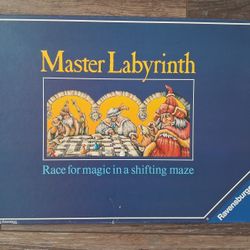 Master Labyrinth
Race for magic in a shifting maze
Ravensburger